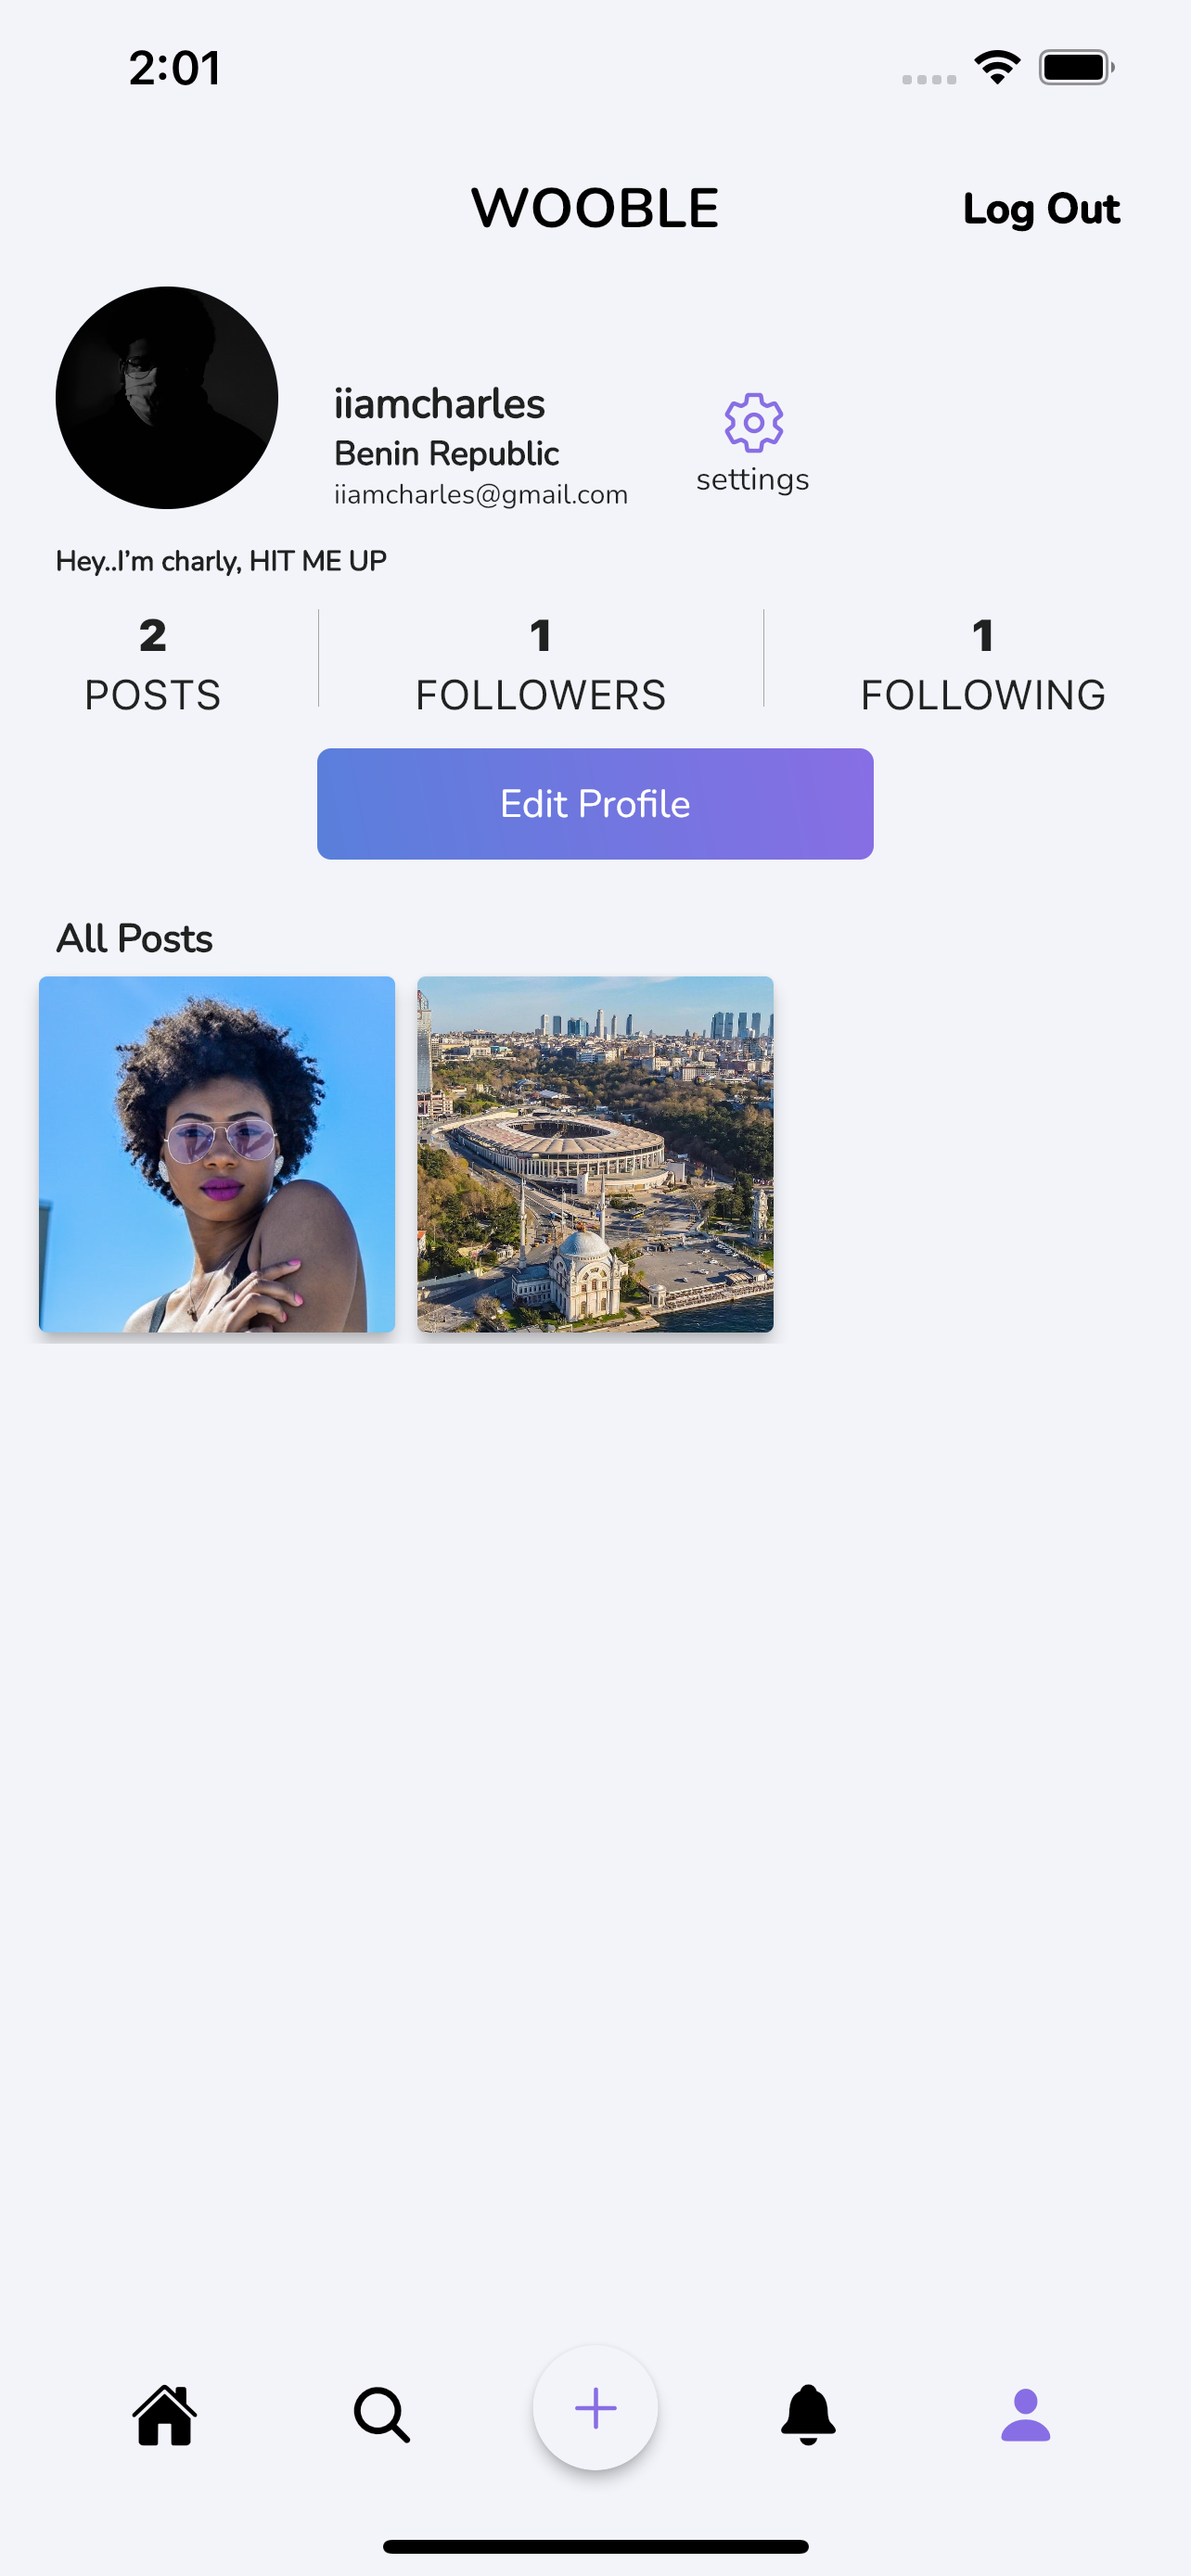 2:01
WOOBLE
Log Out
iiamcharles
Benin Republic
iiamcharles@gmail.com
settings
Hey..I’m charly, HIT ME UP
2
POSTS
1
FOLLOWERS
1
FOLLOWING
Edit Profile
All Posts